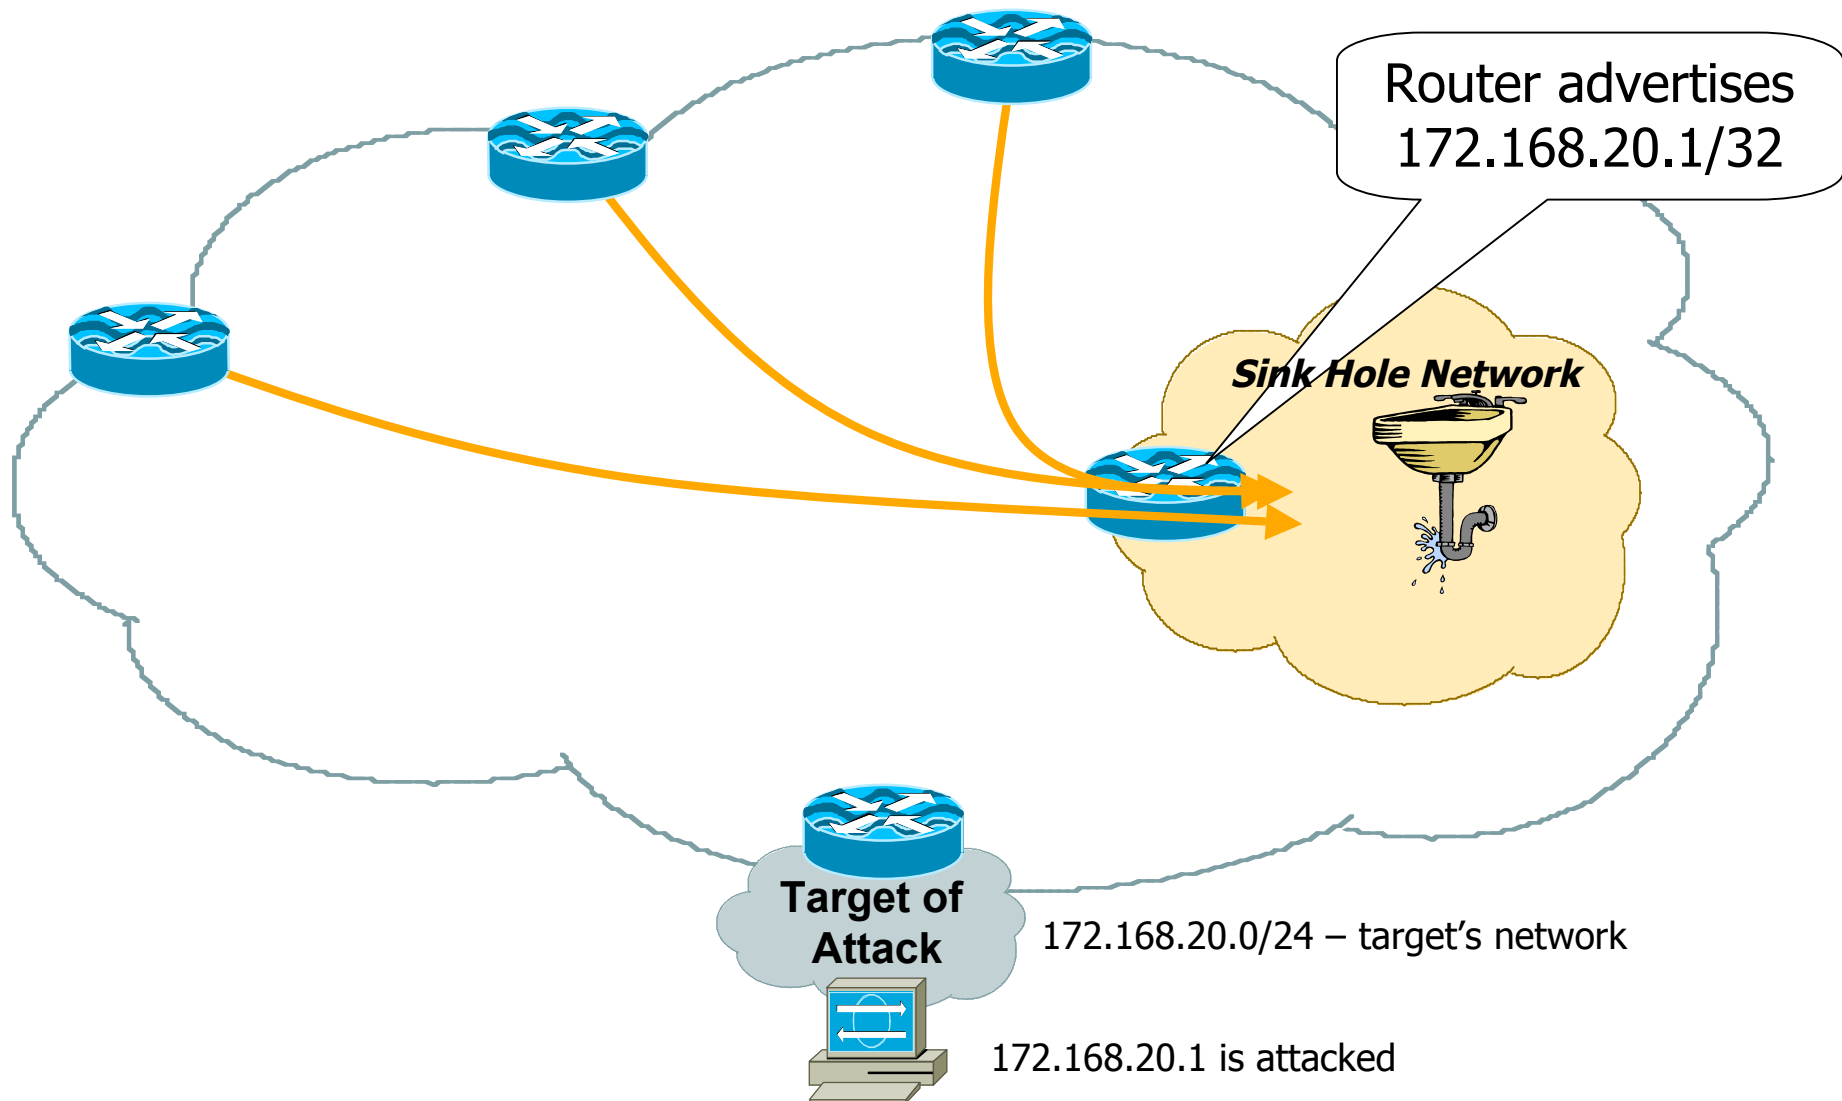 Router advertises
172.168.20.1/32
Sink Hole Network
Target of
Attack
172.168.20.0/24 – target’s network
172.168.20.1 is attacked